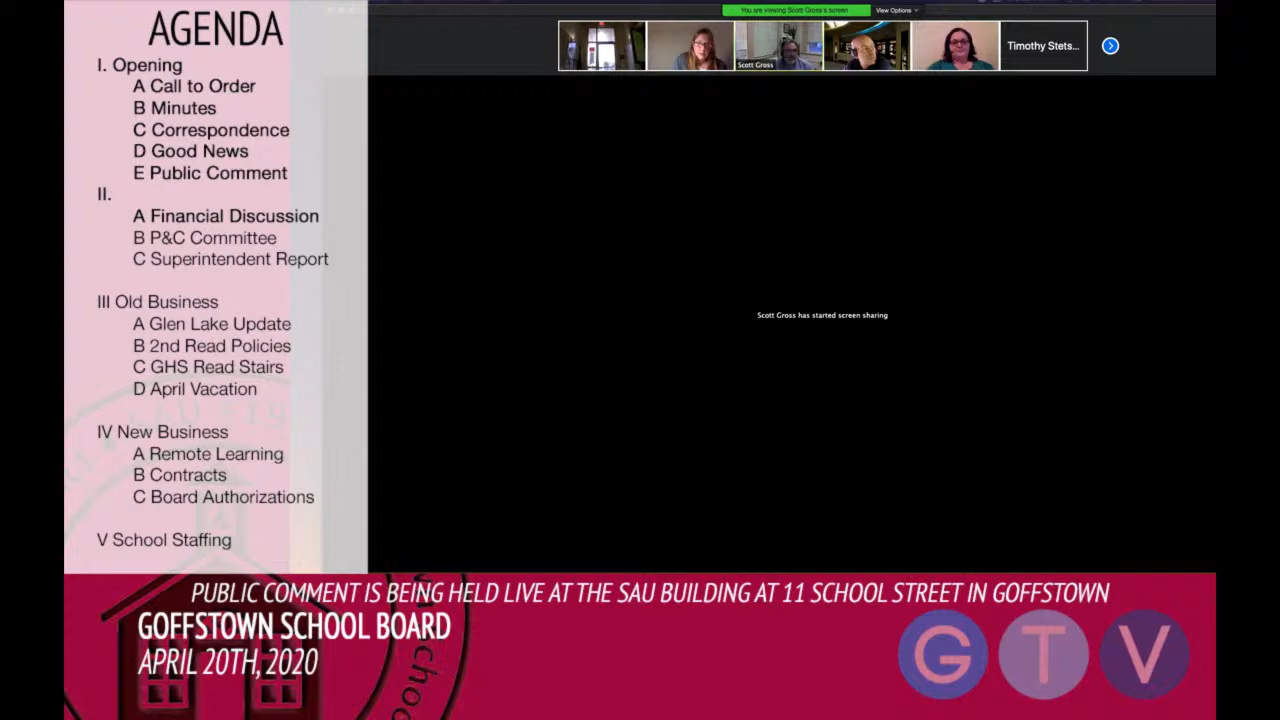 AGENDA
I. Opening
A Call to Order
B Minutes
C Correspondence
D Good News
E Public Comment
II.
A Financial Discussion
B P&C Committee
C Superintendent Report
III Old Business
A Glen Lake Update
B 2nd Read Policies
C GHS Read Stairs
D April Vacation
IV New Business
A Remote Learning
B Contracts
C Board Authorizations
V School Staffing
You are viewing Scott Gross's screen
View Options
Scott Gross
Timothy Stets...
Scott Gross has started screen sharing
PUBLIC COMMENT IS BEING HELD LIVE AT THE SAU BUILDING AT 11 SCHOOL STREET IN GOFFSTOWN
GOFFSTOWN SCHOOL BOARD
APRIL 20TH, 2020
G T V